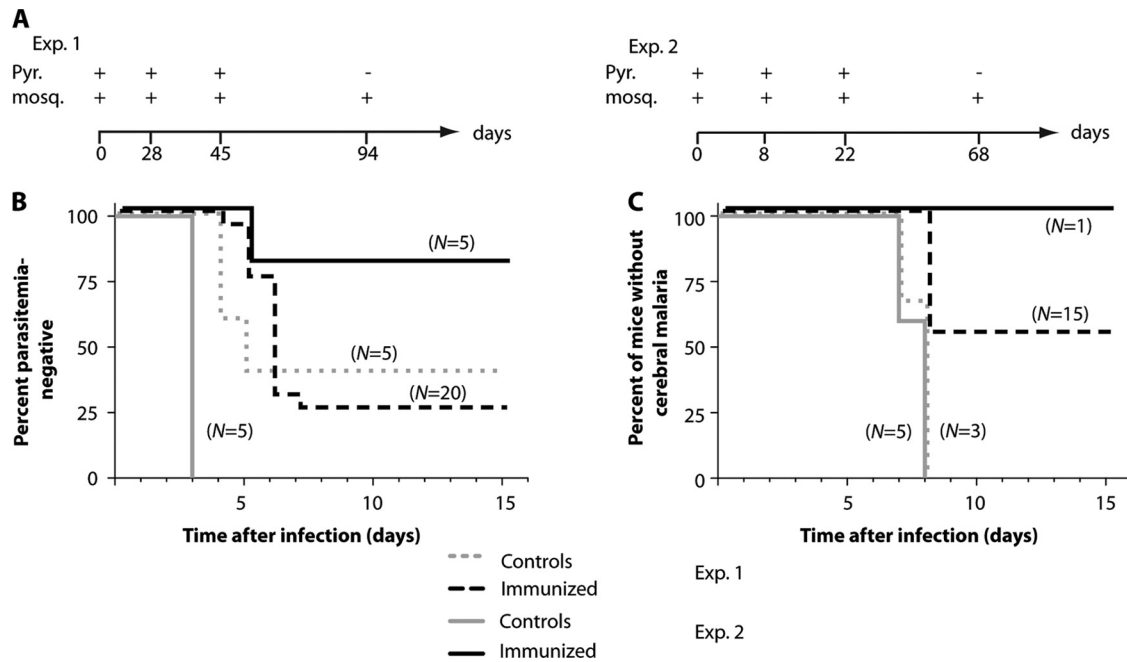 A
Exp. 1
Pyr. + + + -
mosq. + + + +
days
0 28 45 94
Exp. 2
Pyr. + + + -
mosq. + + + +
days
0 8 22 68
B
Percent parasitemia-
negative
100
75
50
25
0
(N=5)
(N=5)
(N=20)
(N=5)
5 10 15
Time after infection (days)
C
Percent of mice without
cerebral malaria
100
75
50
25
0
(N=1)
(N=15)
(N=5) (N=3)
5 10 15
Time after infection (days)
Controls
Immunized
Exp. 1
Controls
Immunized
Exp. 2